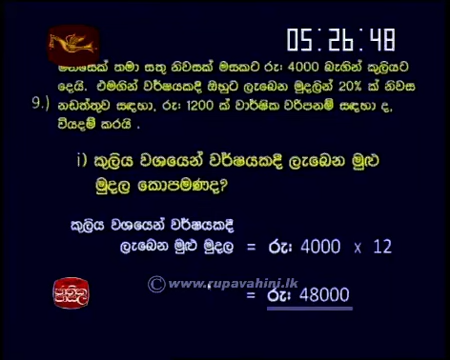 05:26:48
මිනිසෙක් තමා සතු නිවසක් මසකට රු: 4000 බැගින් කුලියට
දෙයි. එමගින් වර්ෂයකදී ඔහුට ලැබෙන මුදලින් 20% ක් නිවස
9.) නඩත්තුව සඳහා, රු: 1200 ක් වාර්ෂික වරිපනම් සඳහා ද,
වියදම් කරයි .
i) කුලිය වශයෙන් වර්ෂයකදී ලැබෙන මුළු
මුදල කොපමණද?
කුලිය වශයෙන් වර්ෂයකදී
ලැබෙන මුළු මුදල = රු: 4000 x 12
© www.rupavahini.lk
= රු: 48000